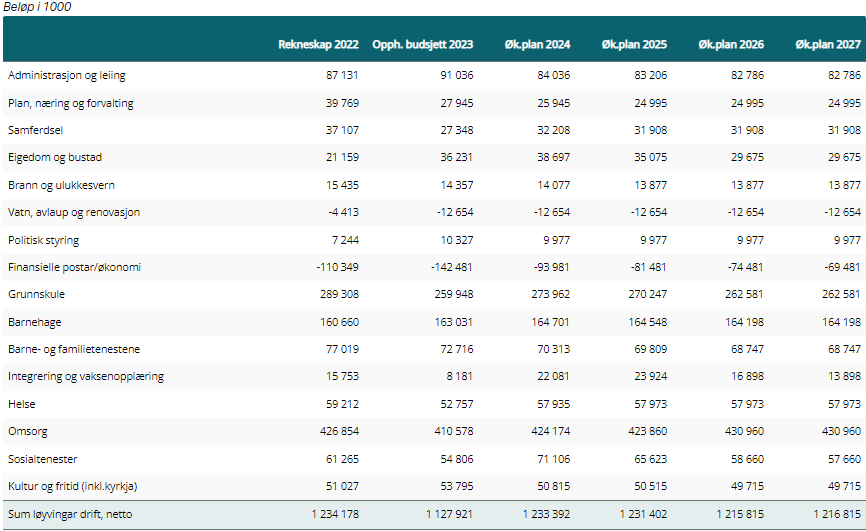 Beløp i 1000
Rekneskap 2022 Opph. budsjett 2023 Øk.plan 2024 Øk.plan 2025 Øk.plan 2026 Øk.plan 2027
Administrasjon og leiing 87 131 91 036 84 036 83 206 82 786 82 786
Plan, næring og forvalting 39 769 27 945 25 945 24 995 24 995 24 995
Samferdsel 37 107 27 348 32 208 31 908 31 908 31 908
Eigedom og bustad 21 159 36 231 38 697 35 075 29 675 29 675
Brann og ulukkesvern 15 435 14 357 14 077 13 877 13 877 13 877
Vatn, avlaup og renovasjon -4 413 -12 654 -12 654 -12 654 -12 654 -12 654
Politisk styring 7 244 10 327 9 977 9 977 9 977 9 977
Finansielle postar/økonomi -110 349 -142 481 -93 981 -81 481 -74 481 -69 481
Grunnskule 289 308 259 948 273 962 270 247 262 581 262 581
Barnehage 160 660 163 031 164 701 164 548 164 198 164 198
Barne- og familietenestene 77 019 72 716 70 313 69 809 68 747 68 747
Integrering og vaksenopplæring 15 753 8 181 22 081 23 924 16 898 13 898
Helse 59 212 52 757 57 935 57 973 57 973 57 973
Omsorg 426 854 410 578 424 174 423 860 430 960 430 960
Sosialtenester 61 265 54 806 71 106 65 623 58 660 57 660
Kultur og fritid (inkl.kyrkja) 51 027 53 795 50 815 50 515 49 715 49 715
Sum løyvingar drift, netto 1 234 178 1 127 921 1 233 392 1 231 402 1 215 815 1 216 815